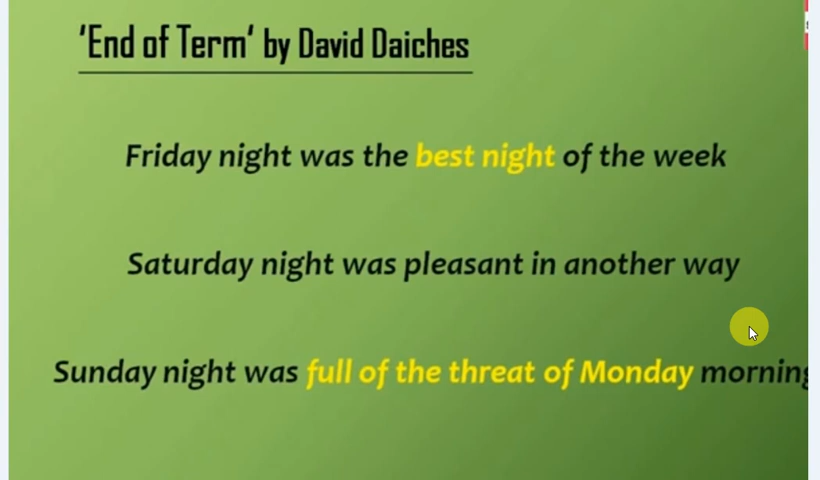 'End of Term' by David Daiches
Friday night was the best night of the week
Saturday night was pleasant in another way
Sunday night was full of the threat of Monday morning